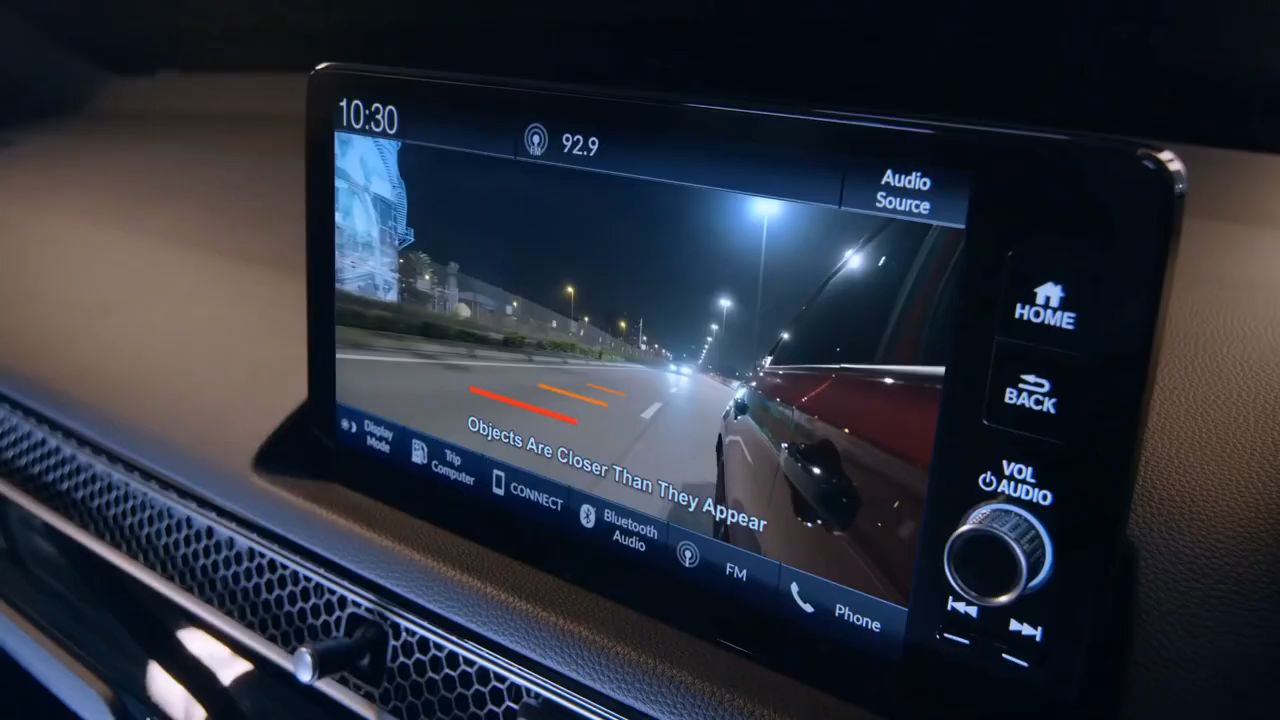 10:30
FM
92.9
Audio
Source
HOME
BACK
VOL
AUDIO
Objects Are Closer Than They Appear
Display
Mode
Trip
Computer
CONNECT
Bluetooth
Audio
FM
Phone